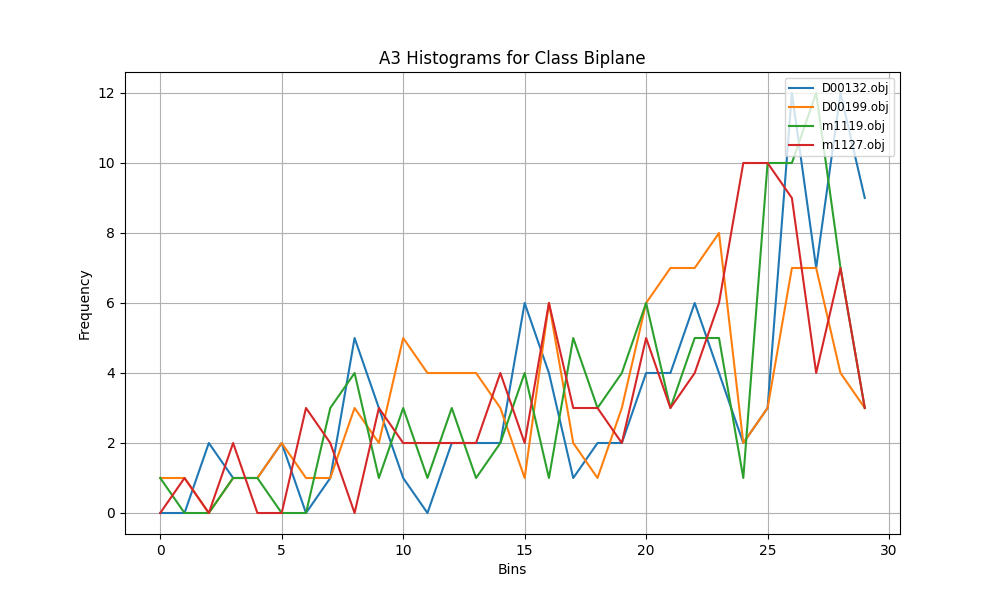 A3 Histograms for Class Biplane
D00132.obj
D00199.obj
m1119.obj
m1127.obj
12
10
8
6
4
2
0
Frequency
0 5 10 15 20 25 30
Bins